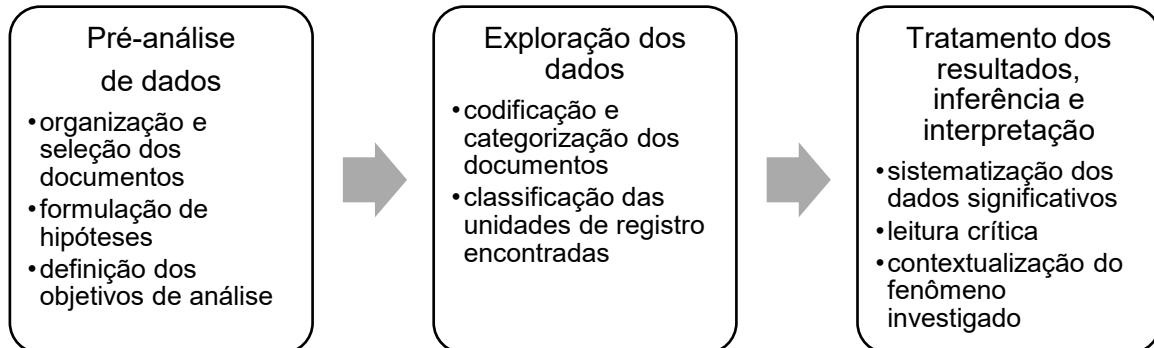 Pré-análise
de dados
•organização e
seleção dos
documentos
•formulação de
hipóteses
•definição dos
objetivos de análise
Exploração dos
dados
•codificação e
categorização dos
documentos
•classificação das
unidades de registro
encontradas
Tratamento dos
resultados,
inferência e
interpretação
•sistematização dos
dados significativos
•leitura crítica
•contextualização do
fenômeno
investigado